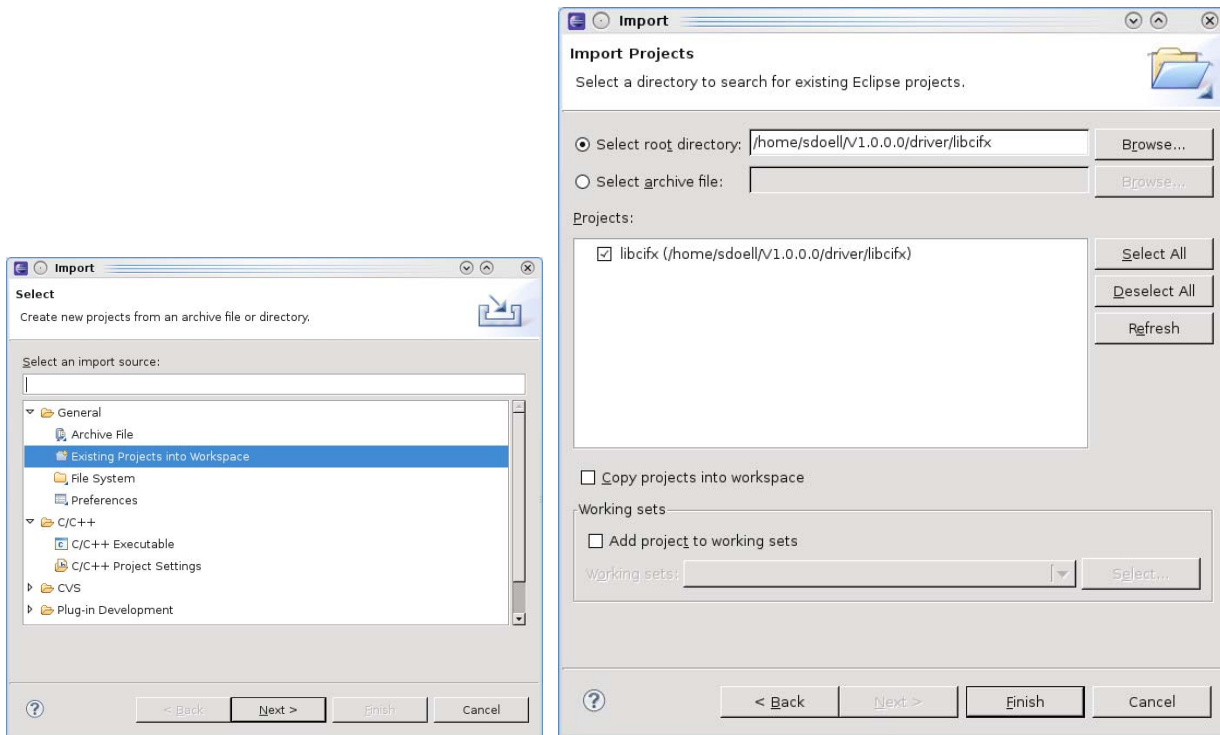 Import
Select
Create new projects from an archive file or directory.
Select an import source:
General
Archive File
Existing Projects into Workspace
File System
Preferences
C/C++
C/C++ Executable
C/C++ Project Settings
CVS
Plug-in Development
< Back
Next >
Finish
Cancel
Import
Import Projects
Select a directory to search for existing Eclipse projects.
Select root directory: /home/sdoell/V1.0.0.0/driver/libcifx Browse...
Select archive file: Browse...
Projects:
libcifx (/home/sdoell/V1.0.0.0/driver/libcifx)
Select All
Deselect All
Refresh
Copy projects into workspace
Working sets
Add project to working sets
Working sets: Select...
< Back
Next >
Finish
Cancel